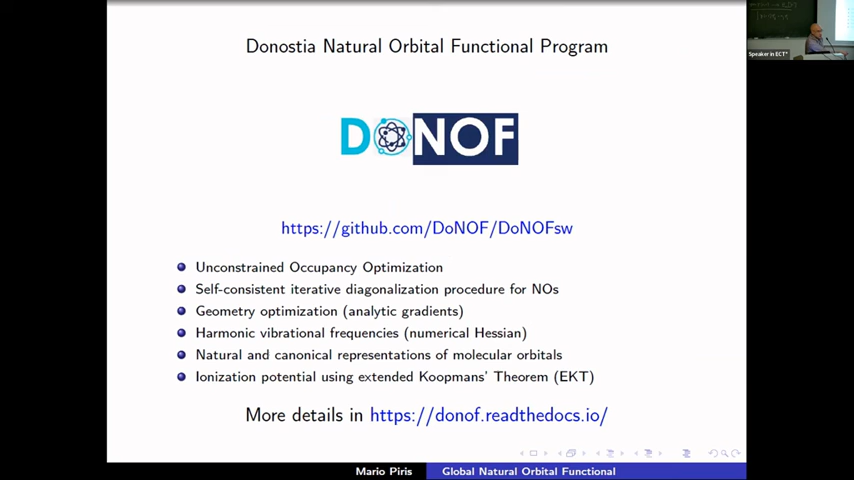 Donostia Natural Orbital Functional Program
DONOF
https://github.com/DoNOF/DoNOFsw
Unconstrained Occupancy Optimization
Self-consistent iterative diagonalization procedure for NOs
Geometry optimization (analytic gradients)
Harmonic vibrational frequencies (numerical Hessian)
Natural and canonical representations of molecular orbitals
Ionization potential using extended Koopmans' Theorem (EKT)
More details in https://donof.readthedocs.io/
Mario Piris Global Natural Orbital Functional
Speaker in ECT*